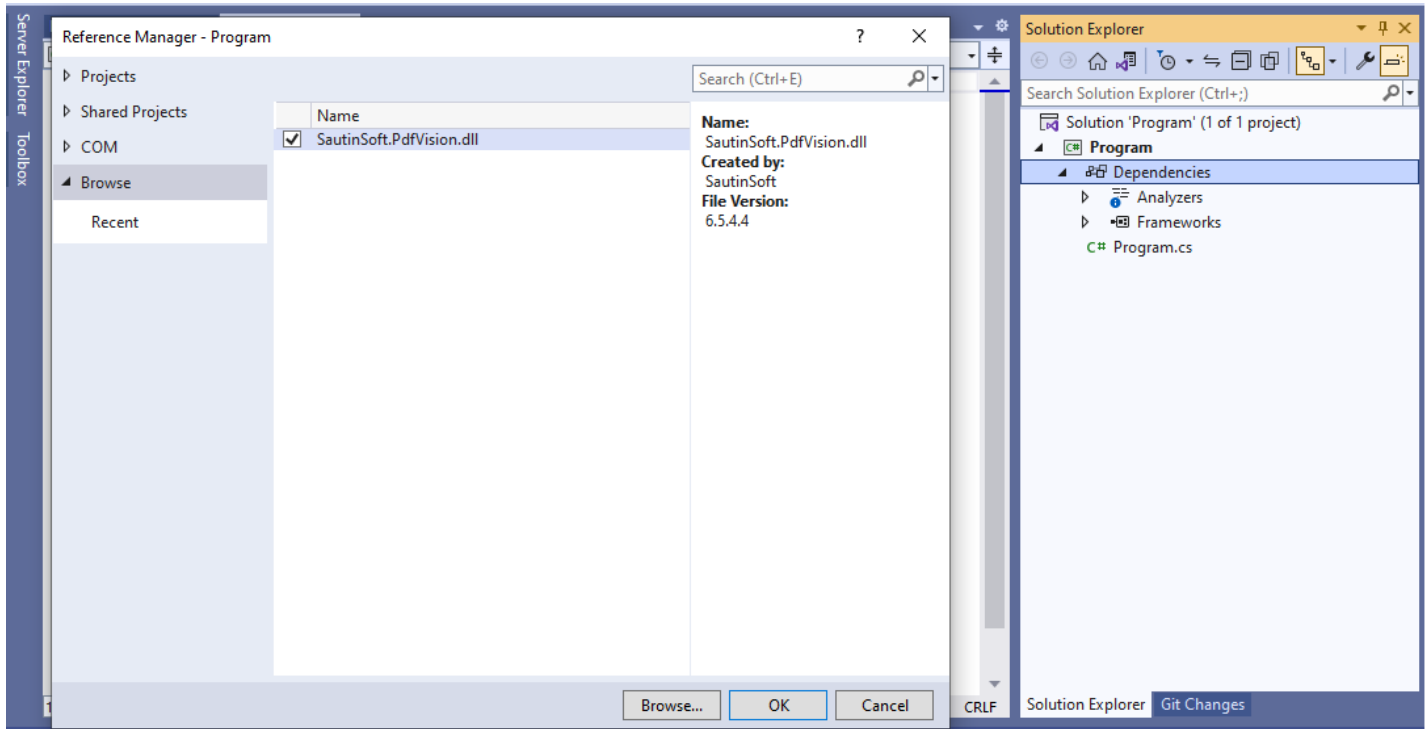 Server Explorer
Toolbox
Reference Manager - Program
?
Projects
Shared Projects
COM
Browse
Recent
Name
SautinSoft.PdfVision.dll
Search (Ctrl+E)
Name:
SautinSoft.PdfVision.dll
Created by:
SautinSoft
File Version:
6.5.4.4
Browse...
OK
Cancel
CRLF
Solution Explorer
Search Solution Explorer (Ctrl+;)
Solution 'Program' (1 of 1 project)
C# Program
Dependencies
Analyzers
Frameworks
C# Program.cs
Solution Explorer
Git Changes